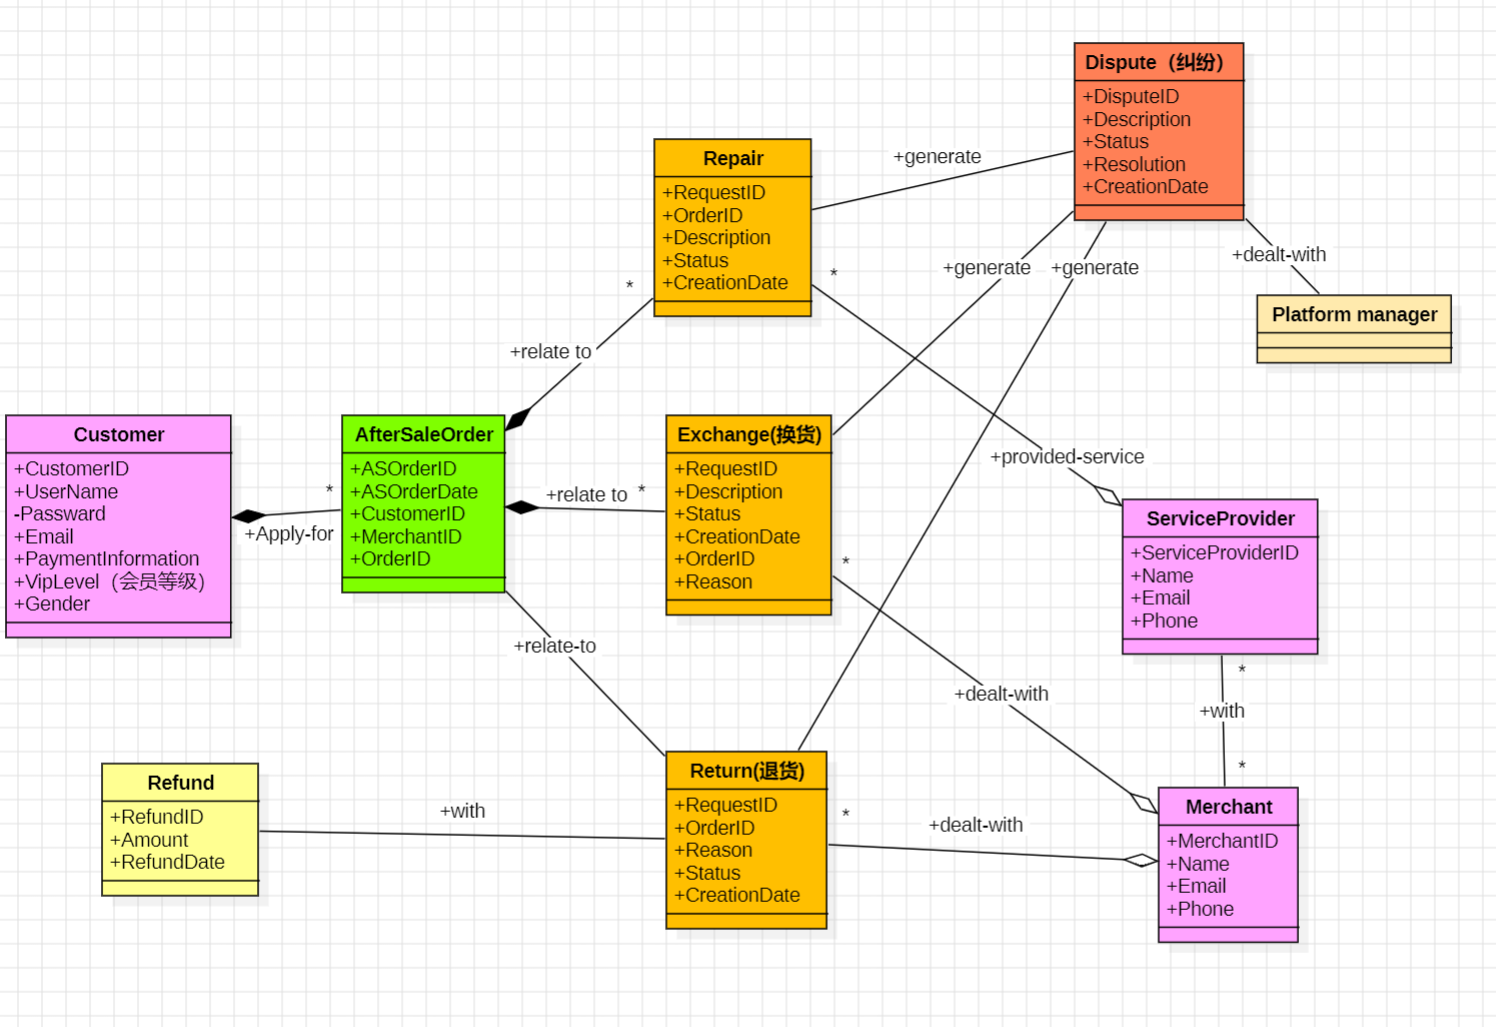 Dispute（纠纷）
+DisputeID
+Description
+Status
+Resolution
+CreationDate
Repair
+RequestID
+OrderID
+Description
+Status
+CreationDate
+generate
+generate
+generate
+dealt-with
Platform manager
*
*
+relate to
Customer
+CustomerID
+UserName
-Passward
+Email
+PaymentInformation
+VipLevel（会员等级）
+Gender
*
+Apply-for
AfterSaleOrder
+ASOrderID
+ASOrderDate
+CustomerID
+MerchantID
+OrderID
+relate to
*
Exchange(换货)
+RequestID
+Description
+Status
+CreationDate
+OrderID
+Reason
*
+provided-service
ServiceProvider
+ServiceProviderID
+Name
+Email
+Phone
*
+with
*
+relate-to
+dealt-with
Refund
+RefundID
+Amount
+RefundDate
+with
Return(退货)
+RequestID
+OrderID
+Reason
+Status
+CreationDate
*
+dealt-with
Merchant
+MerchantID
+Name
+Email
+Phone